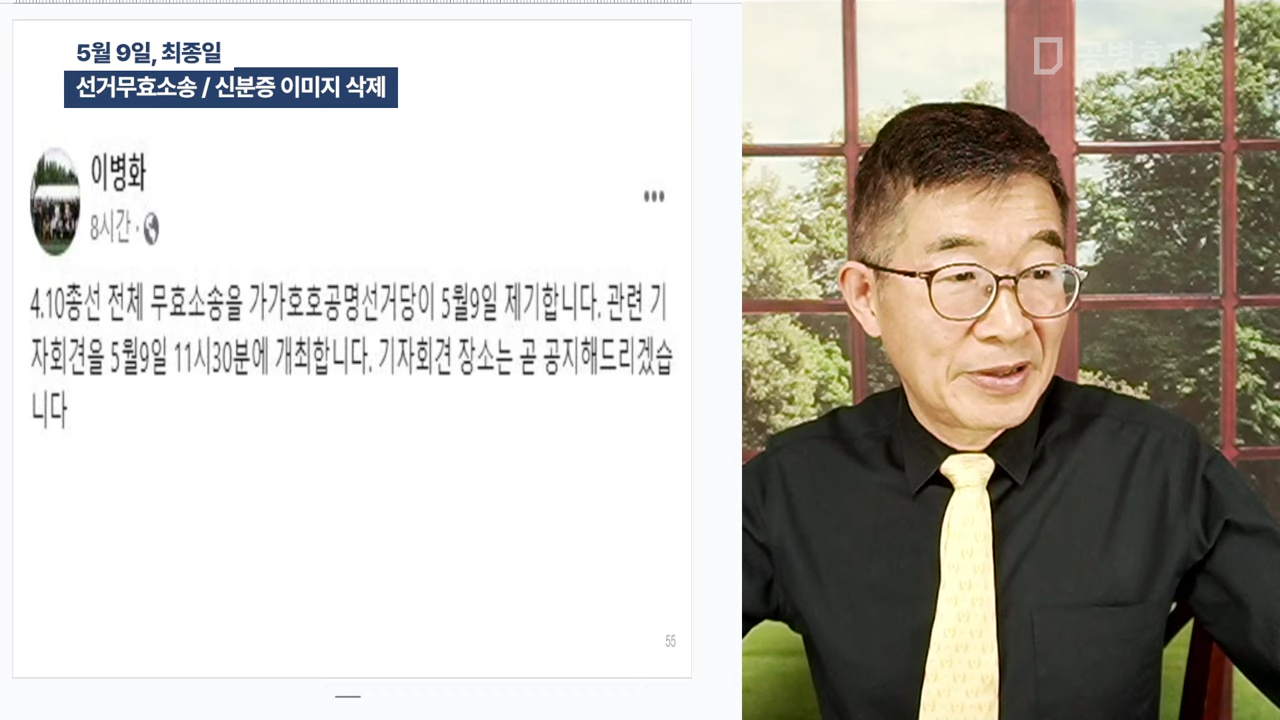 5월 9일, 최종일
선거무효소송 / 신분증 이미지 삭제
이병화
8시간 ·
4.10총선 전체 무효소송을 가가호호공명선거당이 5월9일 제기합니다. 관련 기
자회견을 5월9일 11시30분에 개최합니다. 기자회견 장소는 곧 공지해드리겠습
니다
55
공병호TV